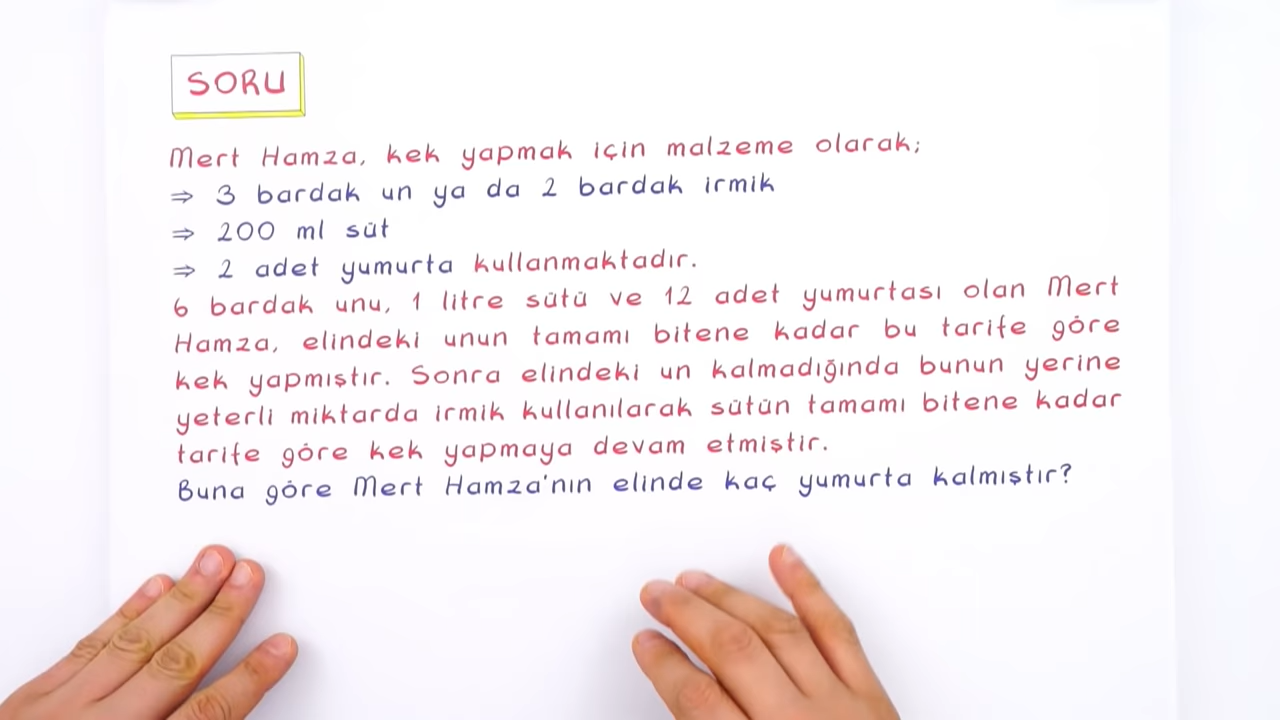 SORU
Mert Hamza, kek yapmak için malzeme olarak;
⇒ 3 bardak un ya da 2 bardak irmik
⇒ 200 ml süt
⇒ 2 adet yumurta kullanmaktadır.
6 bardak unu, 1 litre sütü ve 12 adet yumurtası olan Mert
Hamza, elindeki unun tamamı bitene kadar bu tarife göre
kek yapmıştır. Sonra elindeki un kalmadığında bunun yerine
yeterli miktarda irmik kullanılarak sütün tamamı bitene kadar
tarife göre kek yapmaya devam etmiştir.
Buna göre Mert Hamza'nın elinde kaç yumurta kalmıştır?